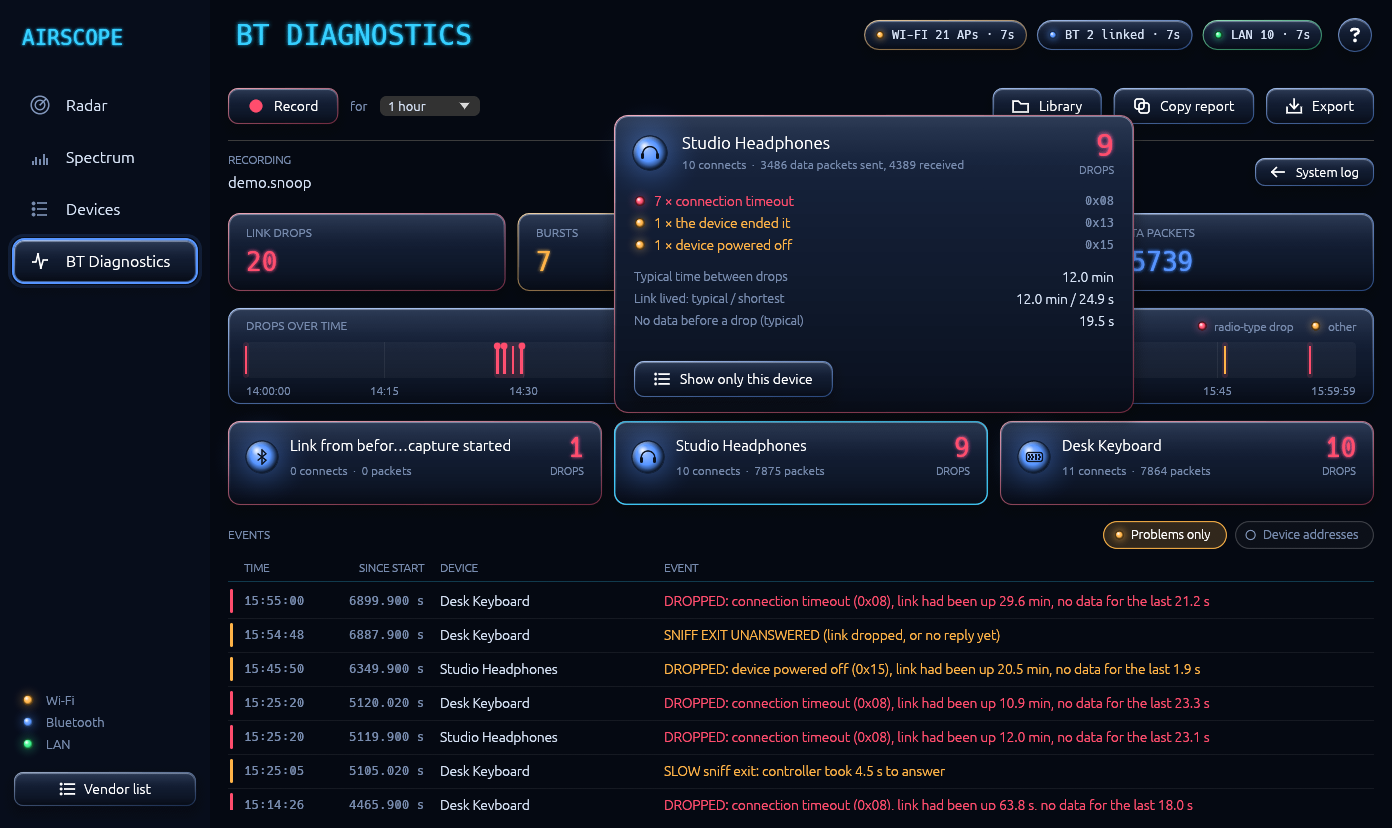 AIRSCOPE
Radar
Spectrum
Devices
BT Diagnostics
Wi-Fi
Bluetooth
LAN
Vendor list
BT DIAGNOSTICS
WI-FI 21 APs · 7s
BT 2 linked · 7s
LAN 10 · 7s
?
Record
for
1 hour
Library
Copy report
Export
RECORDING
demo.snoop
System log
LINK DROPS
20
BURSTS
7
TA PACKETS
5739
DROPS OVER TIME
radio-type drop
other
14:00:00
14:15
14:30
15:45
15:59:59
Studio Headphones
10 connects · 3486 data packets sent, 4389 received
9
DROPS
7 × connection timeout
0x08
1 × the device ended it
0x13
1 × device powered off
0x15
Typical time between drops
12.0 min
Link lived: typical / shortest
12.0 min / 24.9 s
No data before a drop (typical)
19.5 s
Show only this device
Link from befor…capture started
0 connects · 0 packets
1
DROPS
Studio Headphones
10 connects · 7875 packets
9
DROPS
Desk Keyboard
11 connects · 7864 packets
10
DROPS
EVENTS
Problems only
Device addresses
TIME SINCE START DEVICE EVENT
15:55:00 6899.900 s Desk Keyboard DROPPED: connection timeout (0x08), link had been up 29.6 min, no data for the last 21.2 s
15:54:48 6887.900 s Desk Keyboard SNIFF EXIT UNANSWERED (link dropped, or no reply yet)
15:45:50 6349.900 s Studio Headphones DROPPED: device powered off (0x15), link had been up 20.5 min, no data for the last 1.9 s
15:25:20 5120.020 s Desk Keyboard DROPPED: connection timeout (0x08), link had been up 10.9 min, no data for the last 23.3 s
15:25:20 5119.900 s Studio Headphones DROPPED: connection timeout (0x08), link had been up 12.0 min, no data for the last 23.1 s
15:25:05 5105.020 s Desk Keyboard SLOW sniff exit: controller took 4.5 s to answer
15:14:26 4465.900 s Desk Keyboard DROPPED: connection timeout (0x08), link had been up 63.8 s, no data for the last 18.0 s